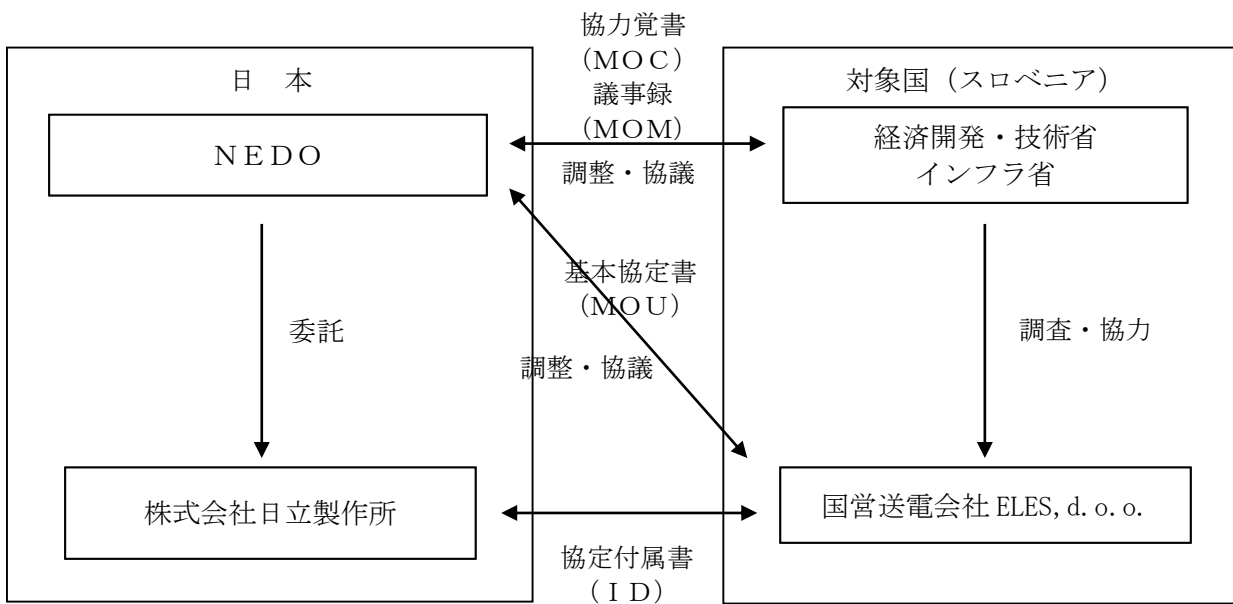 協力覚書
(MOC)
議事録
(MOM)
調整・協議
日 本
NEDO
委託
株式会社日立製作所
基本協定書
(MOU)
調整・協議
対象国（スロベニア）
経済開発・技術省
インフラ省
調査・協力
国営送電会社 ELES, d. o. o.
協定付属書
(ID)